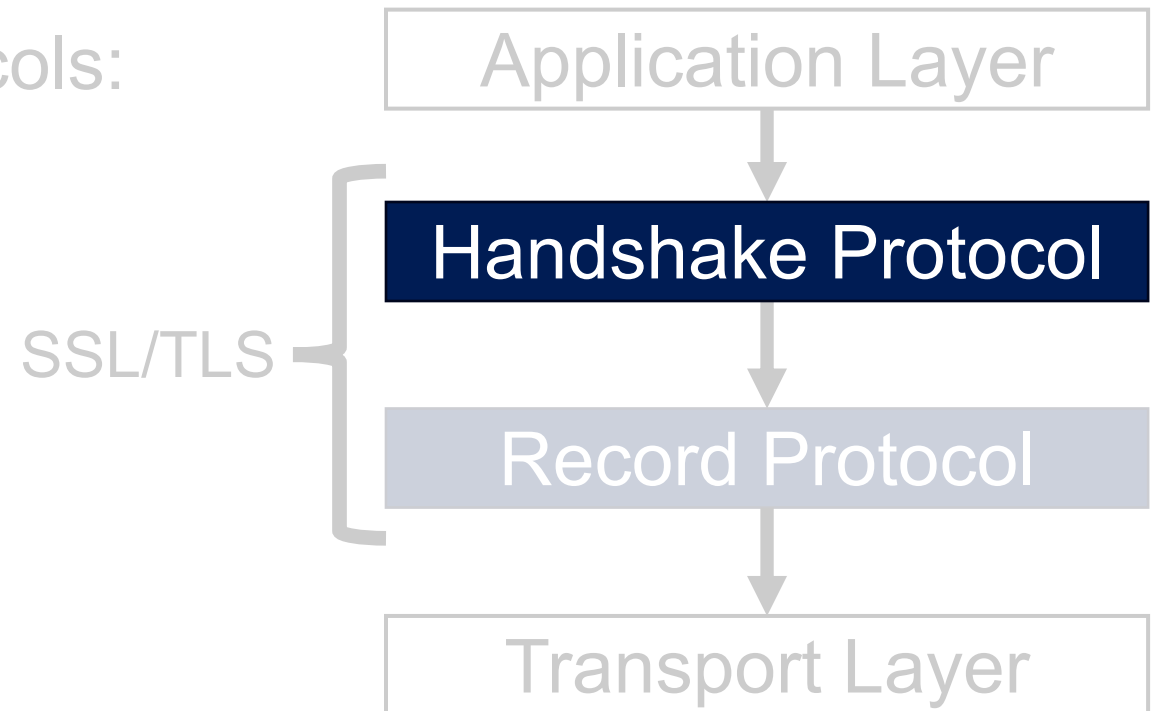 cols:
Application Layer
Handshake Protocol
SSL/TLS
Record Protocol
Transport Layer